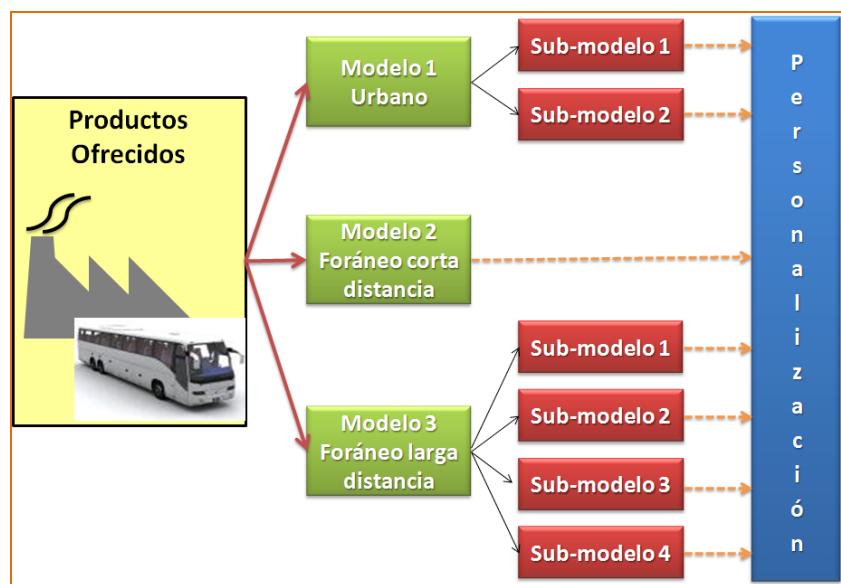 Productos
Ofrecidos
Modelo 1
Urbano
Sub-modelo 1
Sub-modelo 2
Modelo 2
Foráneo corta
distancia
Modelo 3
Foráneo larga
distancia
Sub-modelo 1
Sub-modelo 2
Sub-modelo 3
Sub-modelo 4
Personalización